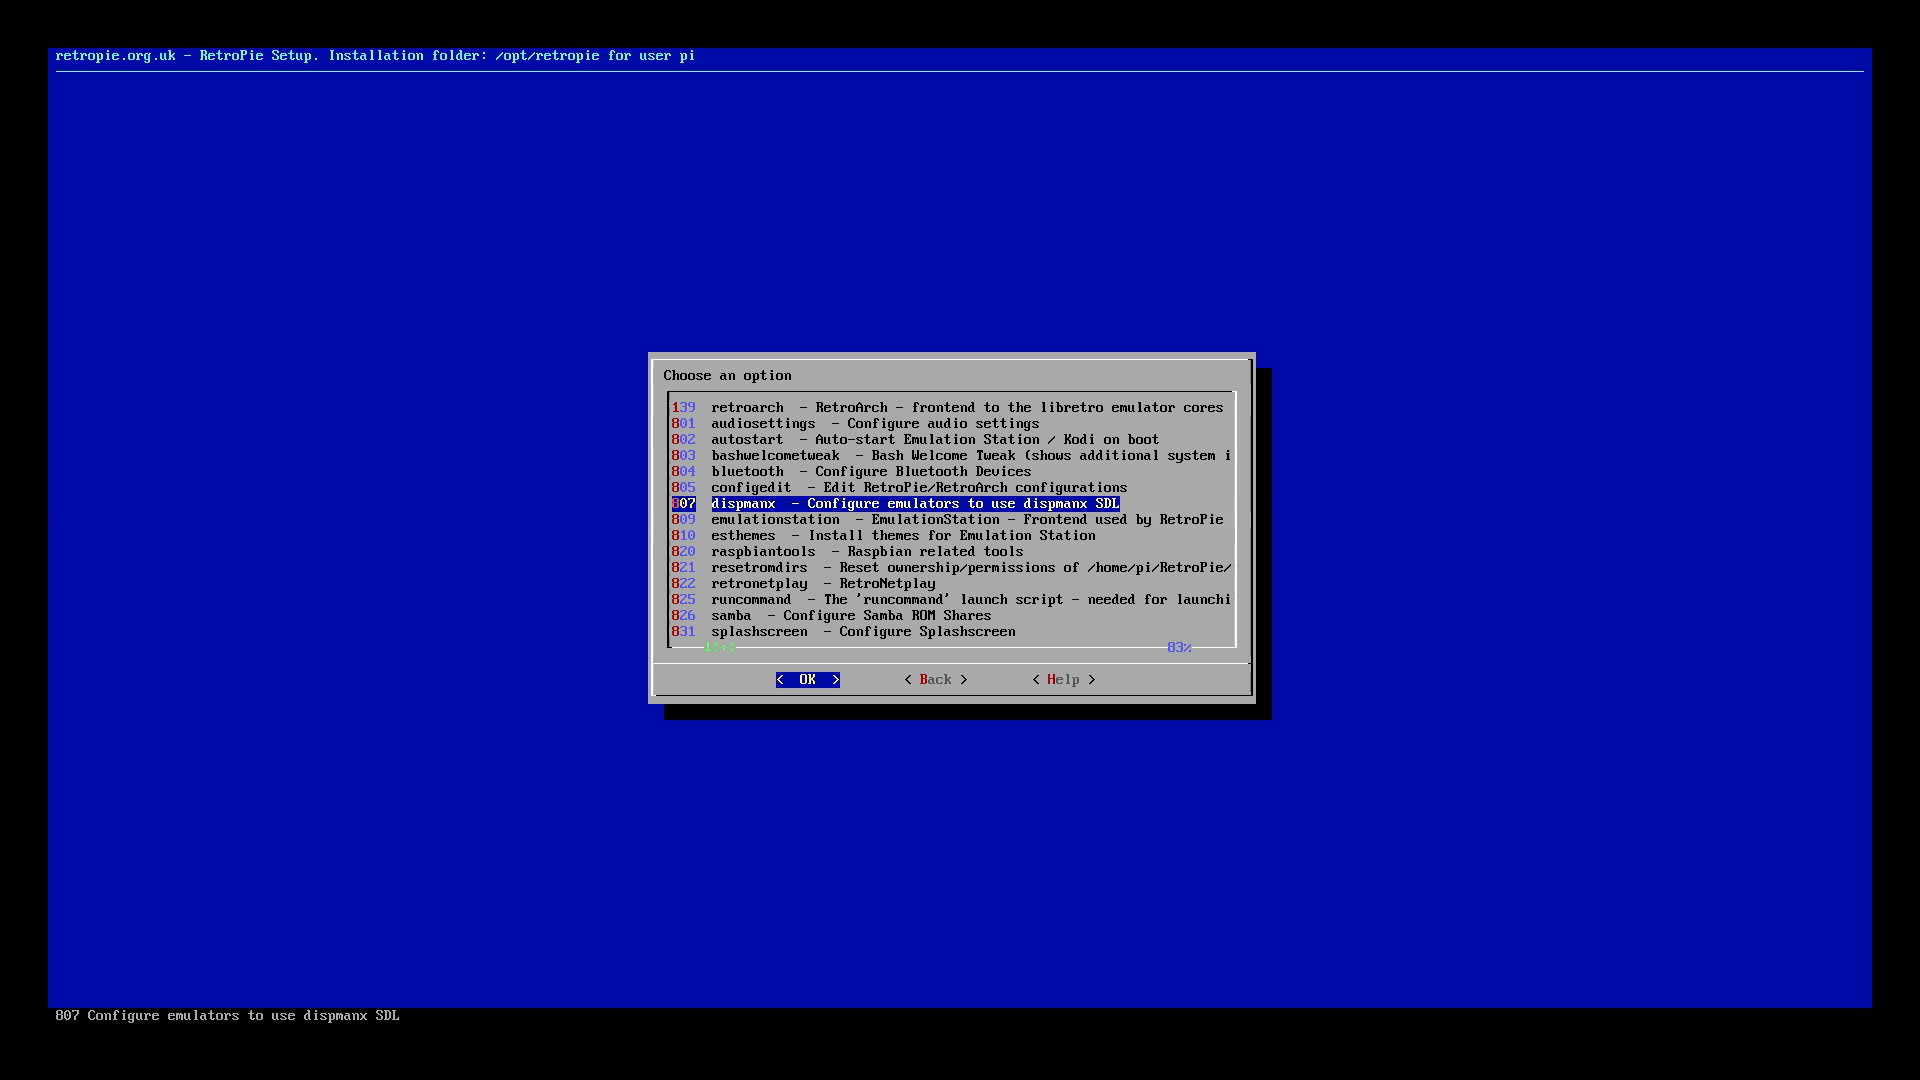 retropie.org.uk - RetroPie Setup. Installation folder: /opt/retropie for user pi
Choose an option
139 retroarch - RetroArch - frontend to the libretro emulator cores
801 audiosettings - Configure audio settings
802 autostart - Auto-start Emulation Station / Kodi on boot
803 bashwelcometweak - Bash Welcome Tweak (shows additional system i
804 bluetooth - Configure Bluetooth Devices
805 configedit - Edit RetroPie/RetroArch configurations
807 dispmanx - Configure emulators to use dispmanx SDL
809 emulationstation - EmulationStation - Frontend used by RetroPie
810 esthemes - Install themes for Emulation Station
820 raspbiantools - Raspbian related tools
821 resetromdirs - Reset ownership/permissions of /home/pi/RetroPie/
822 retronetplay - RetroNetplay
825 runcommand - The 'runcommand' launch script - needed for launchi
826 samba - Configure Samba ROM Shares
831 splashscreen - Configure Splashscreen
↓(+) 83%
< OK > < Back > < Help >
807 Configure emulators to use dispmanx SDL